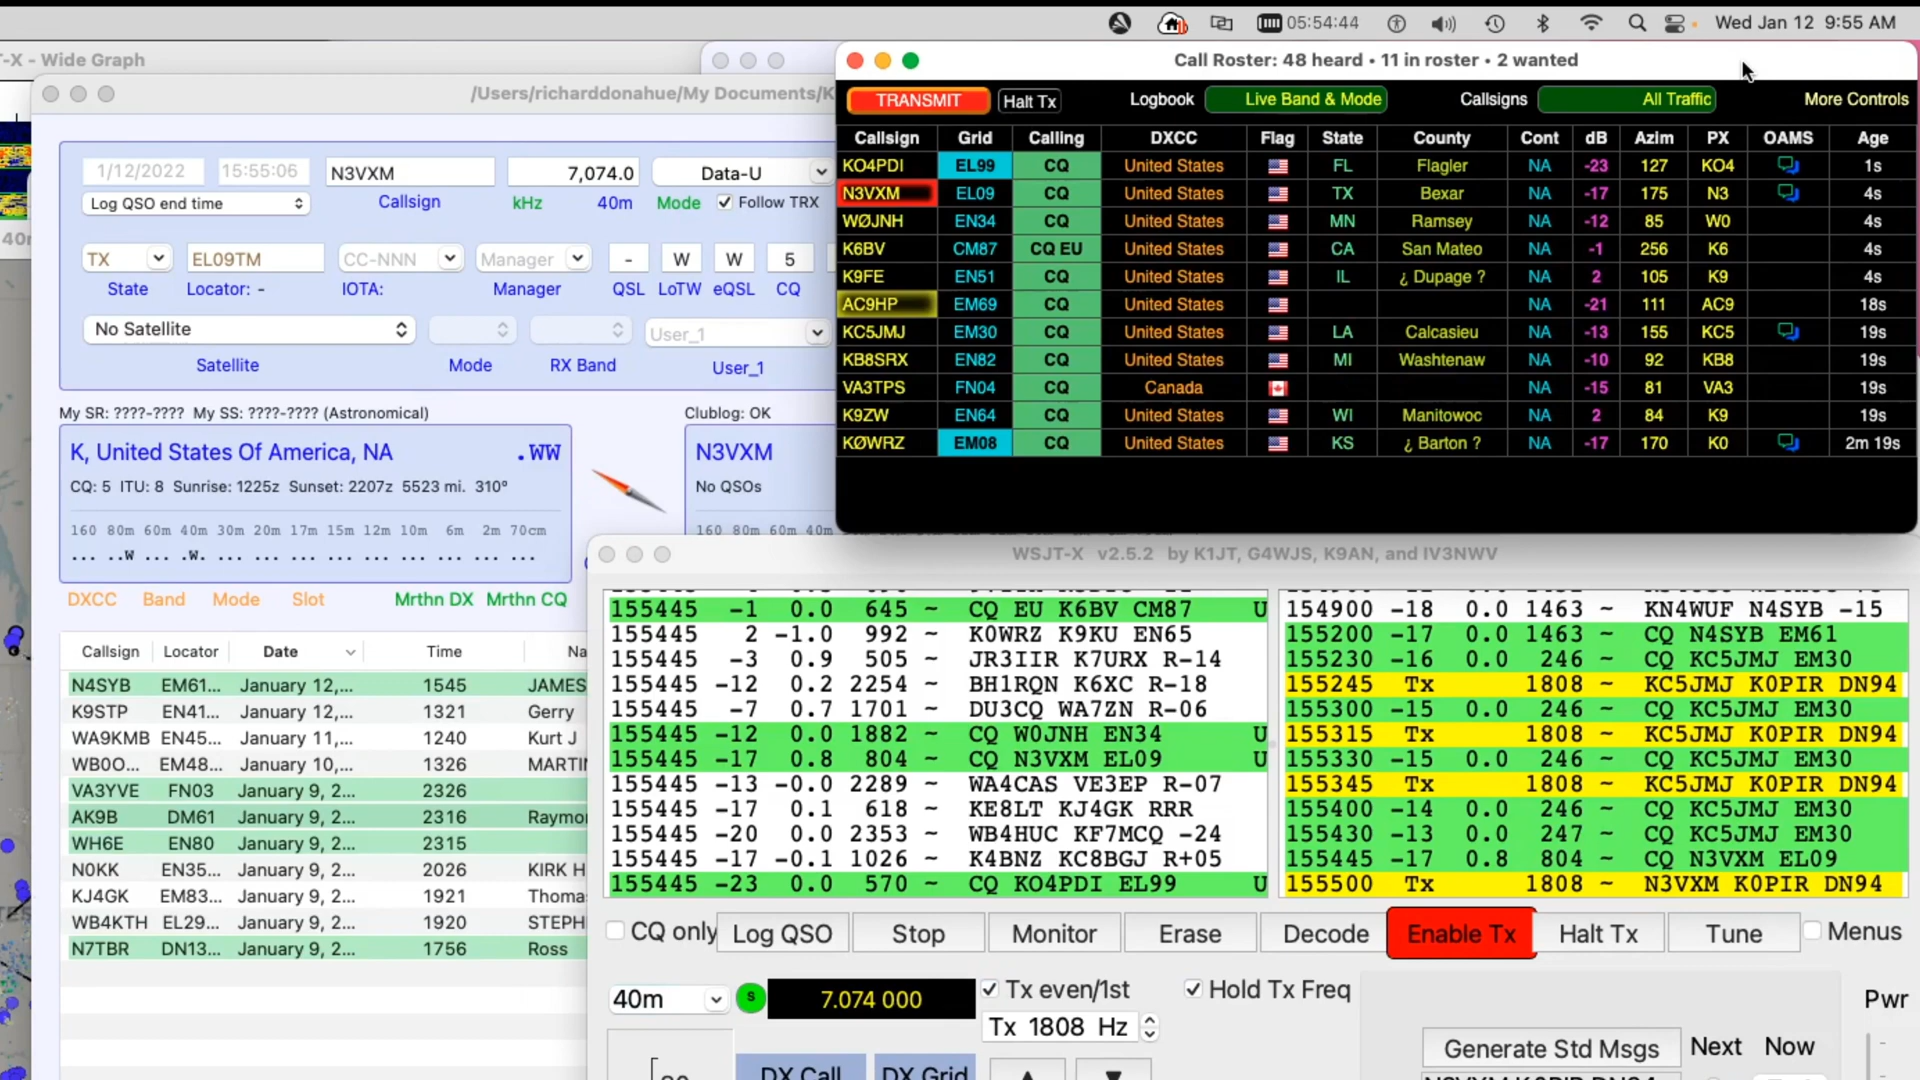 05:54:44 Wed Jan 12 9:55 AM
T-X - Wide Graph
/Users/richarddonahue/My Documents/K
1/12/2022 15:55:06 N3VXM 7,074.0 Data-U
Log QSO end time Callsign kHz 40m Mode Follow TRX
TX EL09TM CC-NNN Manager - W W 5
State Locator: - IOTA: Manager QSL LoTW eQSL CQ
No Satellite User_1
Satellite Mode RX Band User_1
My SR: ????-???? My SS: ????-???? (Astronomical) Clublog: OK
K, United States Of America, NA .WW
CQ: 5 ITU: 8 Sunrise: 1225z Sunset: 2207z 5523 mi. 310°
160 80m 60m 40m 30m 20m 17m 15m 12m 10m 6m 2m 70cm
... ..W ... .W. ... ... ... ... ... ... ... ... ...
N3VXM
No QSOs
160 80m 60m 40m
DXCC Band Mode Slot Mrthn DX Mrthn CQ
Callsign Locator Date Time Na
N4SYB EM61... January 12,... 1545 JAMES
K9STP EN41... January 12,... 1321 Gerry
WA9KMB EN45... January 11,... 1240 Kurt J
WB0O... EM48... January 10,... 1326 MARTI
VA3YVE FN03 January 9, 2... 2326
AK9B DM61 January 9, 2... 2316 Raymo
WH6E EN80 January 9, 2... 2315
N0KK EN35... January 9, 2... 2026 KIRK H
KJ4GK EM83... January 9, 2... 1921 Thoma
WB4KTH EL29... January 9, 2... 1920 STEPH
N7TBR DN13... January 9, 2... 1756 Ross
Call Roster: 48 heard • 11 in roster • 2 wanted
TRANSMIT Halt Tx Logbook Live Band & Mode Callsigns All Traffic More Controls
Callsign Grid Calling DXCC Flag State County Cont dB Azim PX OAMS Age
KO4PDI EL99 CQ United States FL Flagler NA -23 127 KO4 1s
N3VXM EL09 CQ United States TX Bexar NA -17 175 N3 4s
WØJNH EN34 CQ United States MN Ramsey NA -12 85 W0 4s
K6BV CM87 CQ EU United States CA San Mateo NA -1 256 K6 4s
K9FE EN51 CQ United States IL ¿ Dupage ? NA 2 105 K9 4s
AC9HP EM69 CQ United States NA -21 111 AC9 18s
KC5JMJ EM30 CQ United States LA Calcasieu NA -13 155 KC5 19s
KB8SRX EN82 CQ United States MI Washtenaw NA -10 92 KB8 19s
VA3TPS FN04 CQ Canada NA -15 81 VA3 19s
K9ZW EN64 CQ United States WI Manitowoc NA 2 84 K9 19s
KØWRZ EM08 CQ United States KS ¿ Barton ? NA -17 170 K0 2m 19s
WSJT-X v2.5.2 by K1JT, G4WJS, K9AN, and IV3NWV
155445 -1 0.0 645 ~ CQ EU K6BV CM87 U
155445 2 -1.0 992 ~ K0WRZ K9KU EN65
155445 -3 0.9 505 ~ JR3IIR K7URX R-14
155445 -12 0.2 2254 ~ BH1RQN K6XC R-18
155445 -7 0.7 1701 ~ DU3CQ WA7ZN R-06
155445 -12 0.0 1882 ~ CQ W0JNH EN34 U
155445 -17 0.8 804 ~ CQ N3VXM EL09 U
155445 -13 -0.0 2289 ~ WA4CAS VE3EP R-07
155445 -17 0.1 618 ~ KE8LT KJ4GK RRR
155445 -20 0.0 2353 ~ WB4HUC KF7MCQ -24
155445 -17 -0.1 1026 ~ K4BNZ KC8BGJ R+05
155445 -23 0.0 570 ~ CQ KO4PDI EL99 U
154900 -18 0.0 1463 ~ KN4WUF N4SYB -15
155200 -17 0.0 1463 ~ CQ N4SYB EM61
155230 -16 0.0 246 ~ CQ KC5JMJ EM30
155245 Tx 1808 ~ KC5JMJ K0PIR DN94
155300 -15 0.0 246 ~ CQ KC5JMJ EM30
155315 Tx 1808 ~ KC5JMJ K0PIR DN94
155330 -15 0.0 246 ~ CQ KC5JMJ EM30
155345 Tx 1808 ~ KC5JMJ K0PIR DN94
155400 -14 0.0 246 ~ CQ KC5JMJ EM30
155430 -13 0.0 247 ~ CQ KC5JMJ EM30
155445 -17 0.8 804 ~ CQ N3VXM EL09
155500 Tx 1808 ~ N3VXM K0PIR DN94
CQ only Log QSO Stop Monitor Erase Decode Enable Tx Halt Tx Tune Menus
40m S 7.074 000 Tx even/1st Hold Tx Freq Pwr
Tx 1808 Hz
Generate Std Msgs Next Now
DX Call DX Grid
N3VXM K0PIR DN94